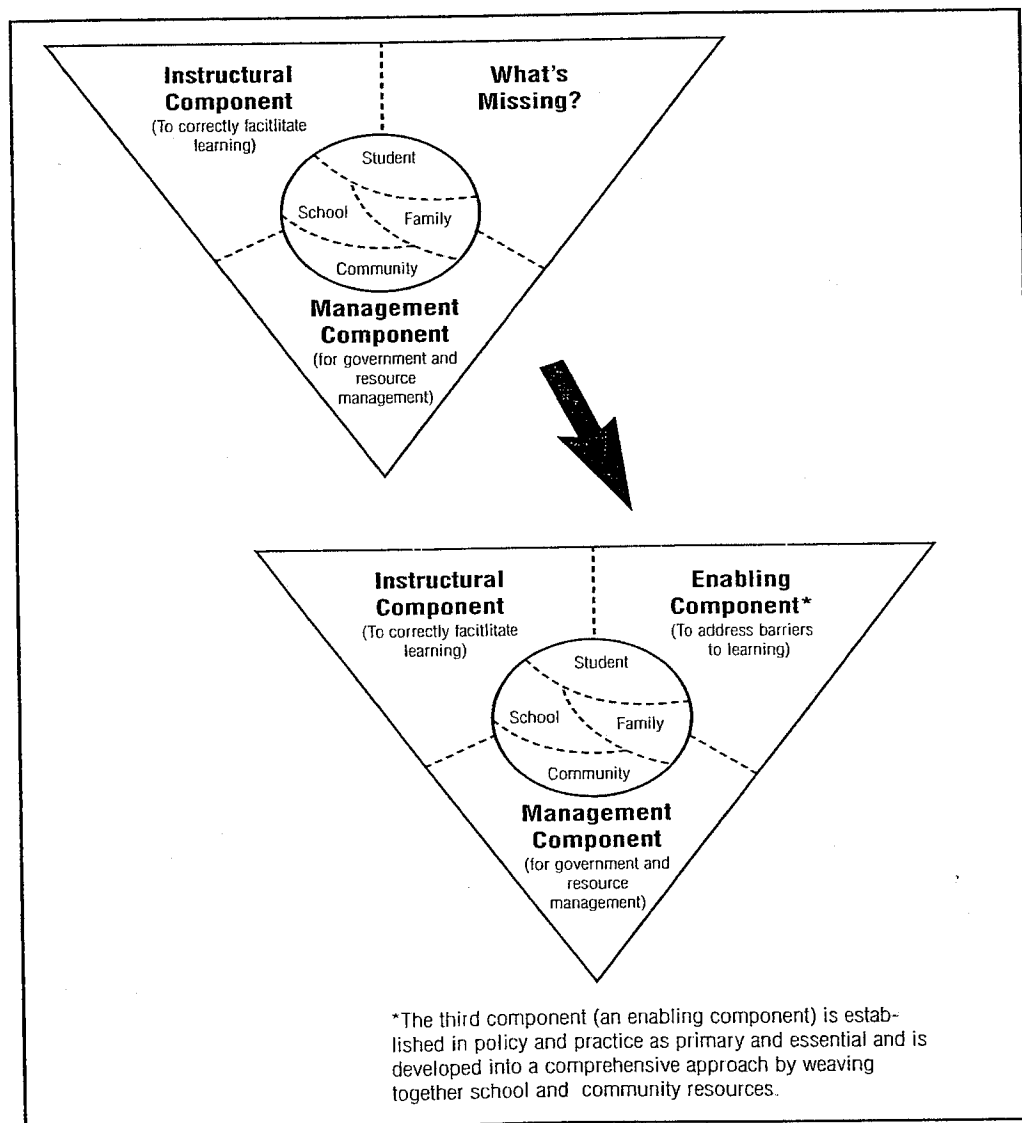 Instructural
Component
(To correctly facitlitate
learning)
What's
Missing?
Student
School
Family
Community
Management
Component
(for government and
resource
management)
Instructural
Component
(To correctly facitlitate
learning)
Enabling
Component*
(To address barriers
to learning)
Student
School
Family
Community
Management
Component
(for government and
resource
management)
*The third component (an enabling component) is estab-
lished in policy and practice as primary and essential and is
developed into a comprehensive approach by weaving
together school and community resources.